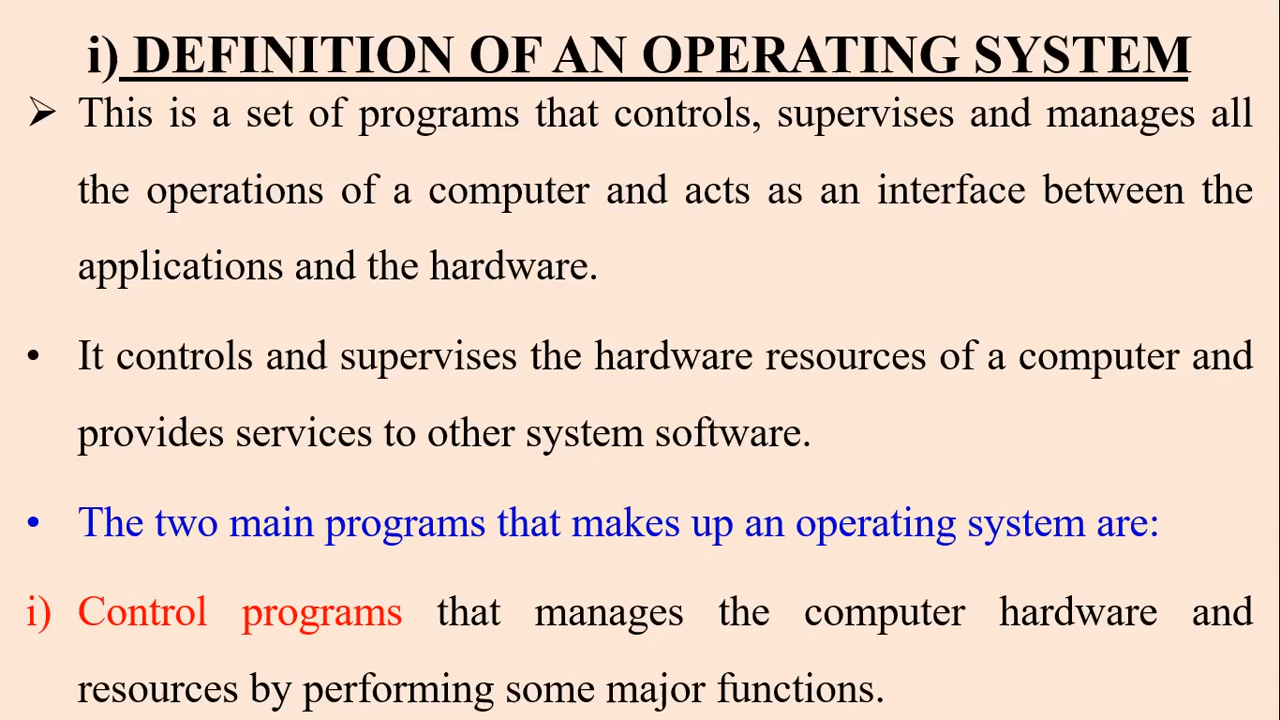 i) DEFINITION OF AN OPERATING SYSTEM
➢ This is a set of programs that controls, supervises and manages all
the operations of a computer and acts as an interface between the
applications and the hardware.
• It controls and supervises the hardware resources of a computer and
provides services to other system software.
• The two main programs that makes up an operating system are:
i) Control programs that manages the computer hardware and
resources by performing some major functions.